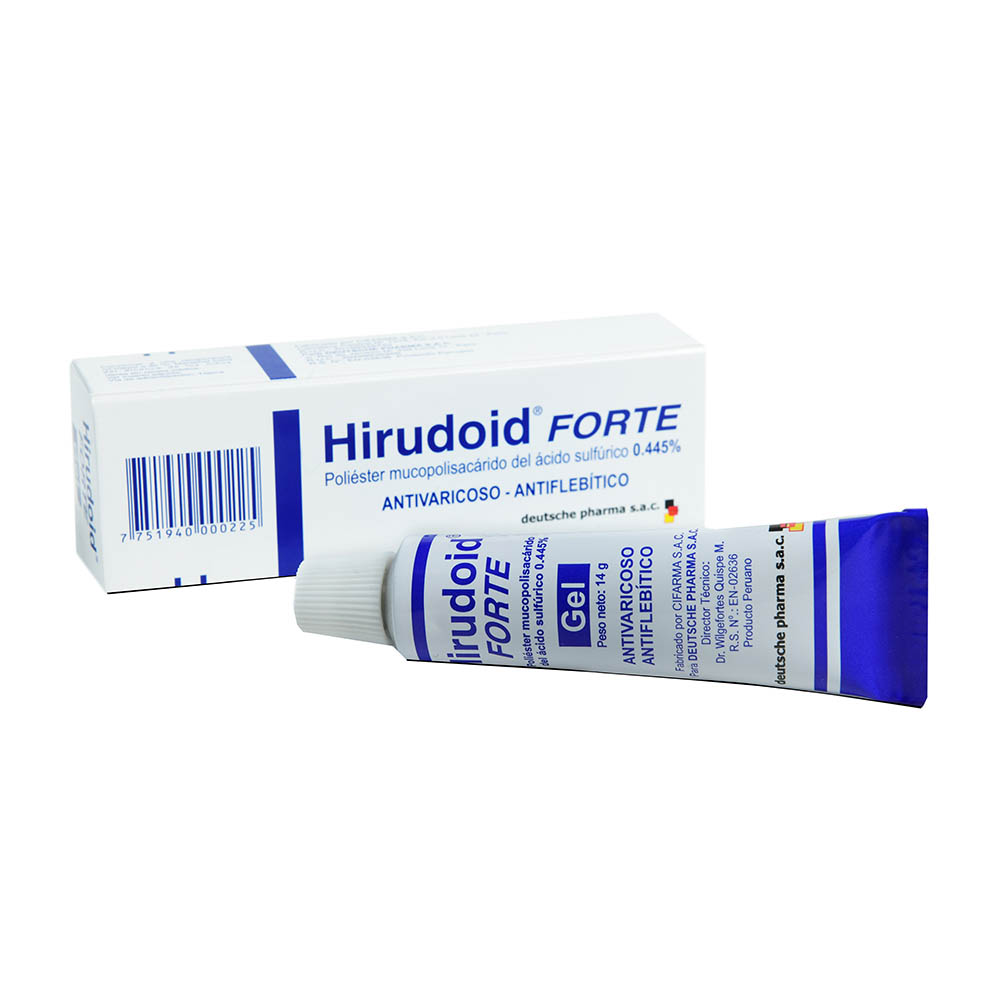 Hirudoid® FORTE
Poliéster mucopolisacárido del ácido sulfúrico 0.445%
ANTIVARICOSO - ANTIFLEBÍTICO
deutsche pharma s.a.c.
7 751940 000225
Hirudoid
Hirudoid®
FORTE
Poliéster mucopolisacárido
del ácido sulfúrico 0.445%
Gel
Peso neto: 14 g
ANTIVARICOSO
ANTIFLEBÍTICO
Fabricado por CIFARMA S.A.C.
Para DEUTSCHE PHARMA S.A.C.
Director Técnico:
Dr. Wilgefortes Quispe M.
R.S. Nº.: EN-02636
Producto Peruano
deutsche pharma s.a.c.